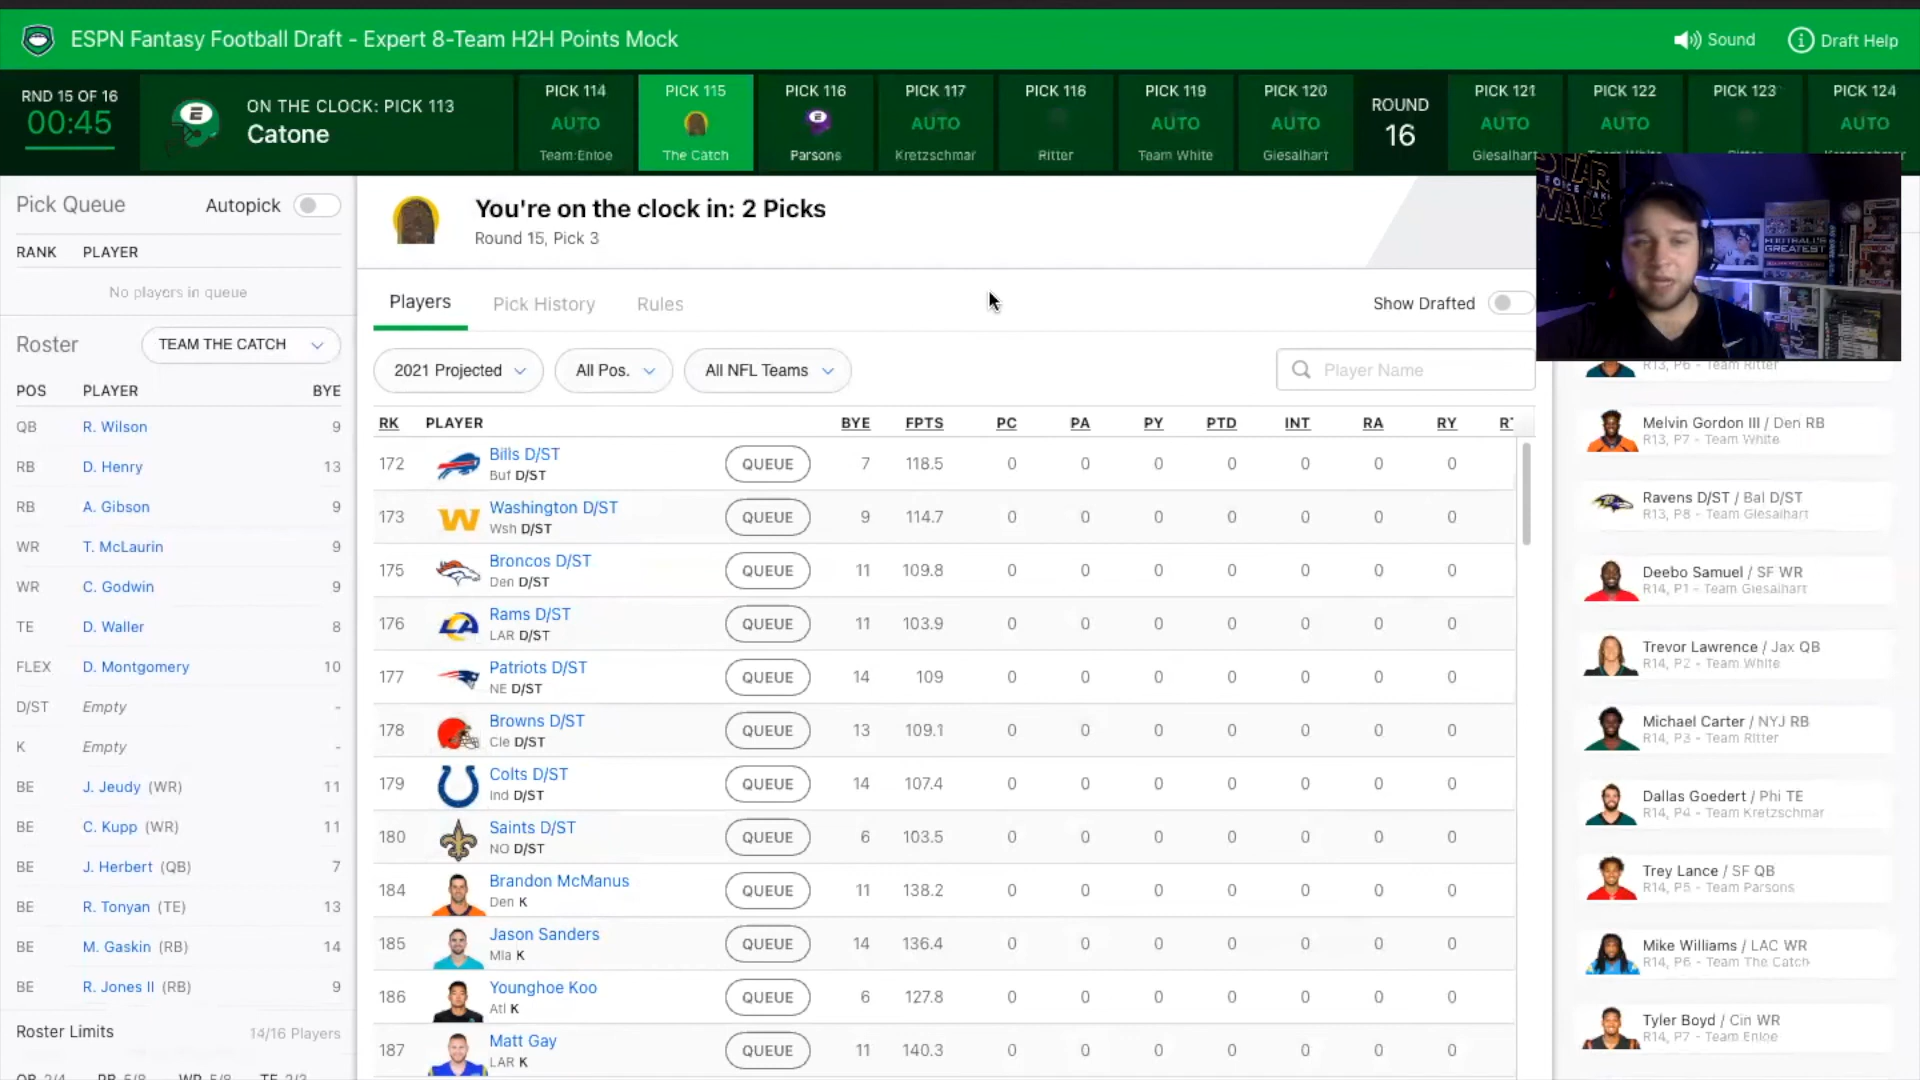 ESPN Fantasy Football Draft - Expert 8-Team H2H Points Mock
Sound
Draft Help
RND 15 OF 16
00:45
ON THE CLOCK: PICK 113
Catone
PICK 114
AUTO
Team Enloe
PICK 115
The Catch
PICK 116
Parsons
PICK 117
AUTO
Kretzschmar
PICK 118
Ritter
PICK 119
AUTO
Team White
PICK 120
AUTO
Giesalhart
ROUND
16
PICK 121
AUTO
Giesalhart
PICK 122
AUTO
PICK 123
PICK 124
AUTO
Pick Queue
Autopick
RANK PLAYER
No players in queue
Roster
TEAM THE CATCH
POS PLAYER BYE
QB R. Wilson 9
RB D. Henry 13
RB A. Gibson 9
WR T. McLaurin 9
WR C. Godwin 9
TE D. Waller 8
FLEX D. Montgomery 10
D/ST Empty -
K Empty -
BE J. Jeudy (WR) 11
BE C. Kupp (WR) 11
BE J. Herbert (QB) 7
BE R. Tonyan (TE) 13
BE M. Gaskin (RB) 14
BE R. Jones II (RB) 9
Roster Limits 14/16 Players
QB 2/4 RB 5/8 WR 5/8 TE 2/3
You're on the clock in: 2 Picks
Round 15, Pick 3
Players
Pick History
Rules
Show Drafted
2021 Projected
All Pos.
All NFL Teams
Player Name
RK PLAYER BYE FPTS PC PA PY PTD INT RA RY
172 Bills D/ST QUEUE 7 118.5 0 0 0 0 0 0 0
Buf D/ST
173 Washington D/ST QUEUE 9 114.7 0 0 0 0 0 0 0
Wsh D/ST
175 Broncos D/ST QUEUE 11 109.8 0 0 0 0 0 0 0
Den D/ST
176 Rams D/ST QUEUE 11 103.9 0 0 0 0 0 0 0
LAR D/ST
177 Patriots D/ST QUEUE 14 109 0 0 0 0 0 0 0
NE D/ST
178 Browns D/ST QUEUE 13 109.1 0 0 0 0 0 0 0
Cle D/ST
179 Colts D/ST QUEUE 14 107.4 0 0 0 0 0 0 0
Ind D/ST
180 Saints D/ST QUEUE 6 103.5 0 0 0 0 0 0 0
NO D/ST
184 Brandon McManus QUEUE 11 138.2 0 0 0 0 0 0 0
Den K
185 Jason Sanders QUEUE 14 136.4 0 0 0 0 0 0 0
Mia K
186 Younghoe Koo QUEUE 6 127.8 0 0 0 0 0 0 0
Atl K
187 Matt Gay QUEUE 11 140.3 0 0 0 0 0 0 0
LAR K
STAR
WA
FOOTBALL'S
GREATEST
R13, P6 - Team Ritter
Melvin Gordon III / Den RB
R13, P7 - Team White
Ravens D/ST / Bal D/ST
R13, P8 - Team Giesalhart
Deebo Samuel / SF WR
R14, P1 - Team Giesalhart
Trevor Lawrence / Jax QB
R14, P2 - Team White
Michael Carter / NYJ RB
R14, P3 - Team Ritter
Dallas Goedert / Phi TE
R14, P4 - Team Kretzschmar
Trey Lance / SF QB
R14, P5 - Team Parsons
Mike Williams / LAC WR
R14, P6 - Team The Catch
Tyler Boyd / Cin WR
R14, P7 - Team Enloe